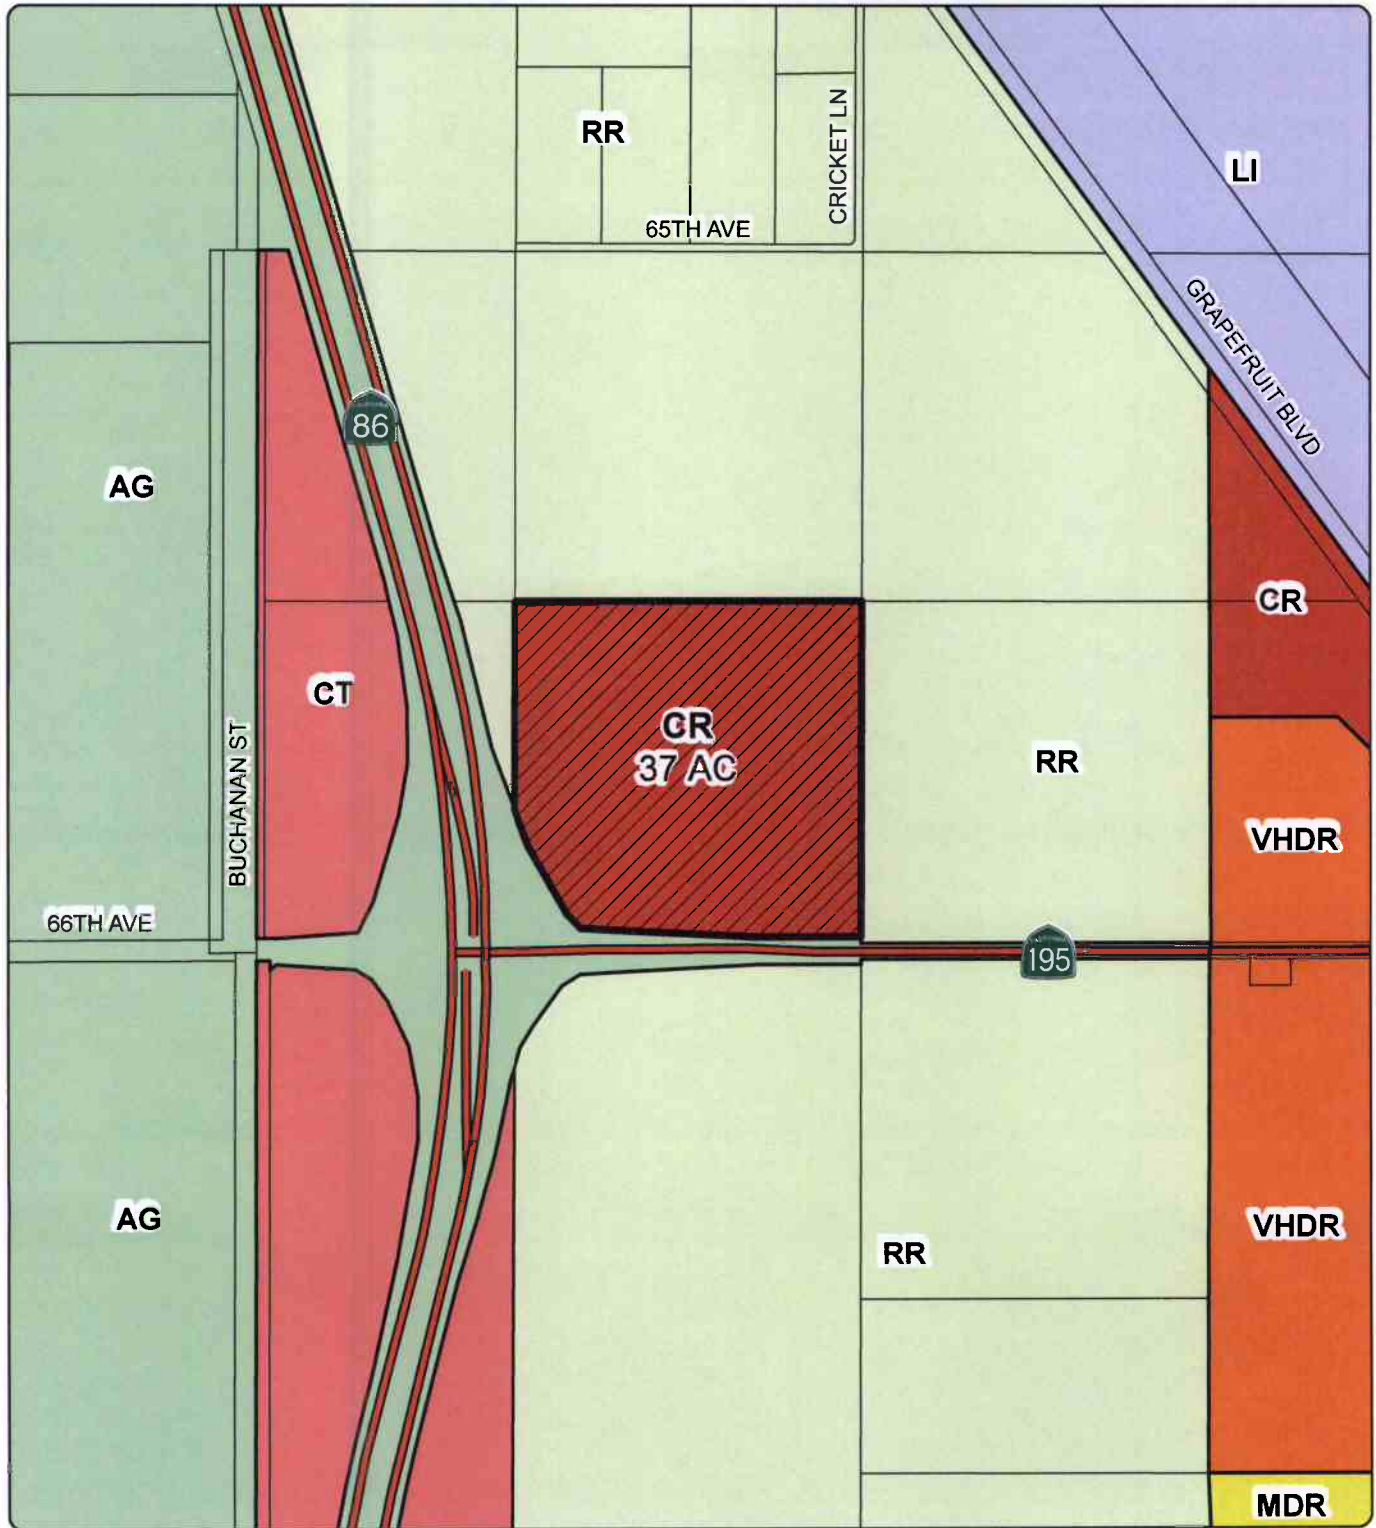 RR
CRICKET LN
LI
65TH AVE
GRAPEFRUIT BLVD
86
AG
CR
CT
CR
37 AC
RR
BUCHANAN ST
VHDR
66TH AVE
195
AG
VHDR
RR
MDR